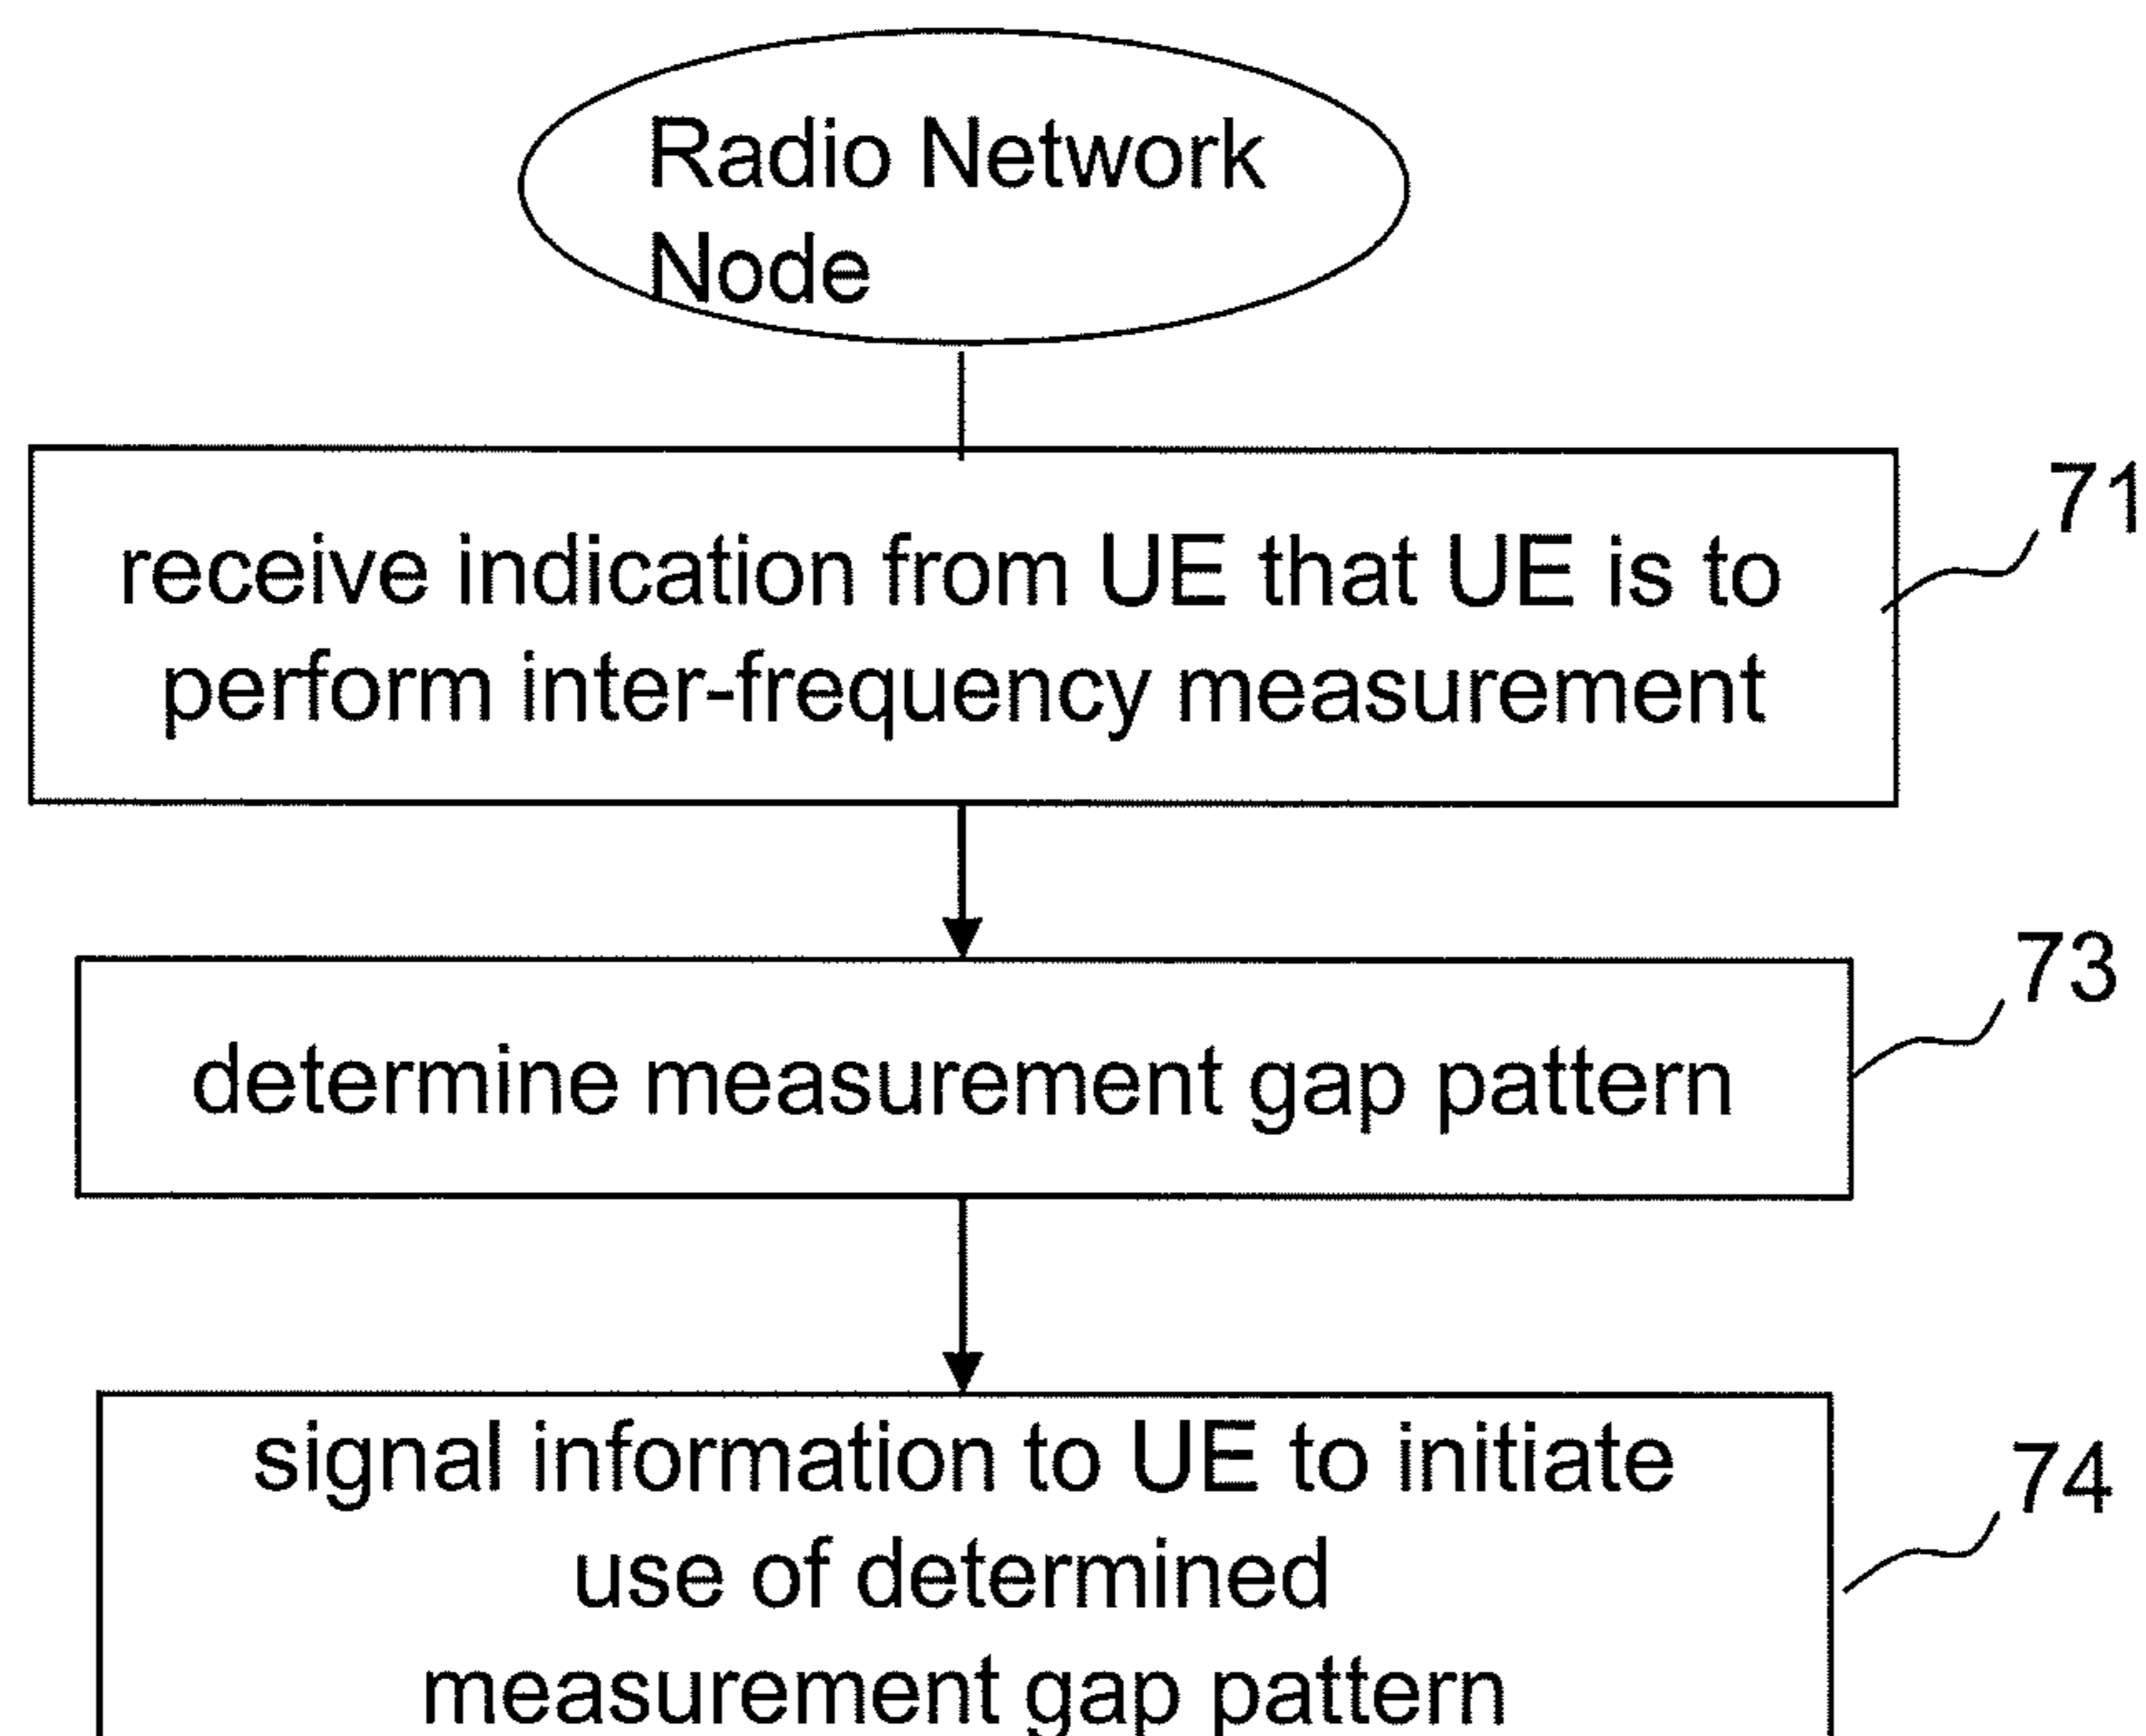 Radio Network
Node
71
receive indication from UE that UE is to
perform inter-frequency measurement
73
determine measurement gap pattern
74
signal information to UE to initiate
use of determined
measurement gap pattern